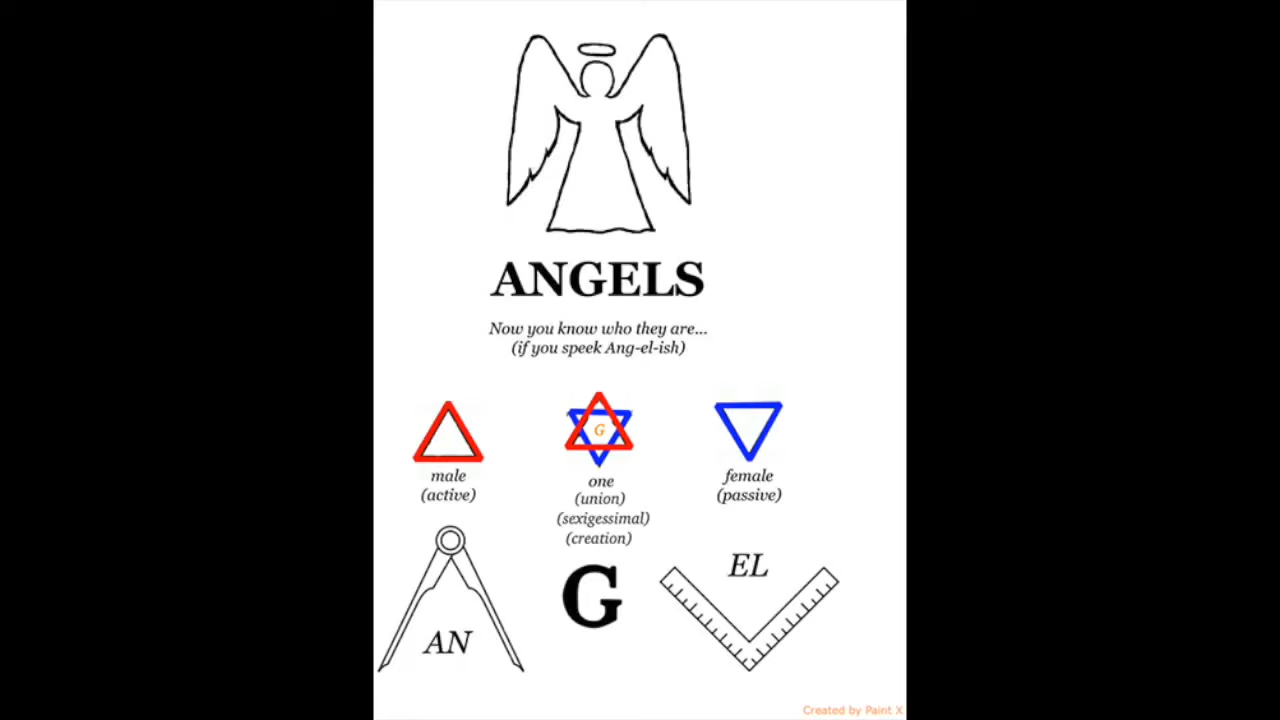 ANGELS
Now you know who they are...
(if you speek Ang-el-ish)
G
male
(active)
one
(union)
(sexigessimal)
(creation)
female
(passive)
AN
G
EL
Created by Paint X